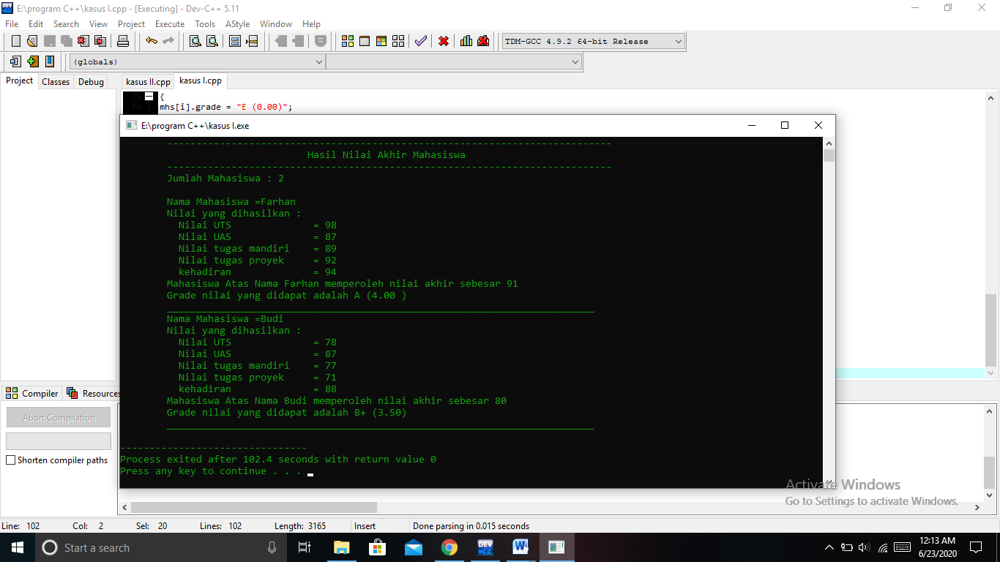 E:\program C++\kasus I.cpp - [Executing] - Dev-C++ 5.11
File Edit Search View Project Execute Tools AStyle Window Help
TDM-GCC 4.9.2 64-bit Release
(globals)
Project Classes Debug kasus II.cpp kasus I.cpp
75 {
76 mhs[i].grade = "E (0.00)";
E:\program C++\kasus I.exe
----------------------------------------------------------------------------
Hasil Nilai Akhir Mahasiswa
----------------------------------------------------------------------------
Jumlah Mahasiswa : 2
Nama Mahasiswa =Farhan
Nilai yang dihasilkan :
Nilai UTS = 98
Nilai UAS = 87
Nilai tugas mandiri = 89
Nilai tugas proyek = 92
kehadiran = 94
Mahasiswa Atas Nama Farhan memperoleh nilai akhir sebesar 91
Grade nilai yang didapat adalah A (4.00 )
_________________________________________________________________________
Nama Mahasiswa =Budi
Nilai yang dihasilkan :
Nilai UTS = 78
Nilai UAS = 87
Nilai tugas mandiri = 77
Nilai tugas proyek = 71
kehadiran = 88
Mahasiswa Atas Nama Budi memperoleh nilai akhir sebesar 80
Grade nilai yang didapat adalah B+ (3.50)
_________________________________________________________________________
--------------------------------
Process exited after 102.4 seconds with return value 0
Press any key to continue . . .
Compiler Resources
Abort Compilation
Shorten compiler paths
Activate Windows
Go to Settings to activate Windows.
Line: 102 Col: 2 Sel: 20 Lines: 102 Length: 3165 Insert Done parsing in 0.015 seconds
Start a search
12:13 AM
6/23/2020